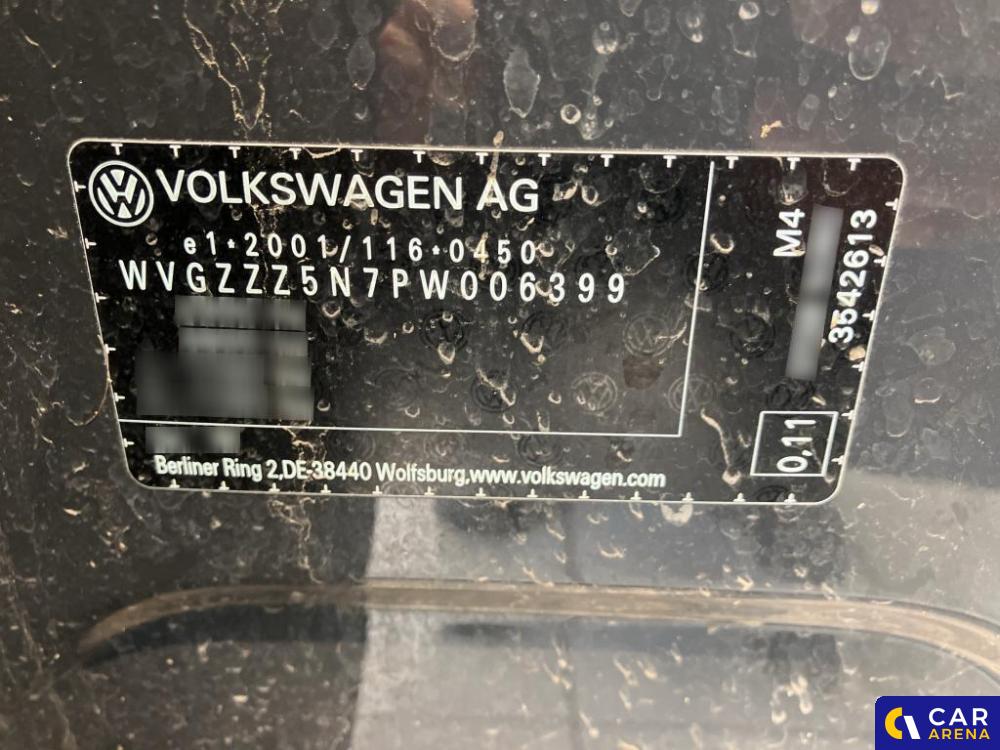 VOLKSWAGEN AG
e1*2001/116*0450
WVGZZZ5N7PW006399
Berliner Ring 2,DE-38440 Wolfsburg,www.volkswagen.com
M4
3542613
0,11
CAR
ARENA